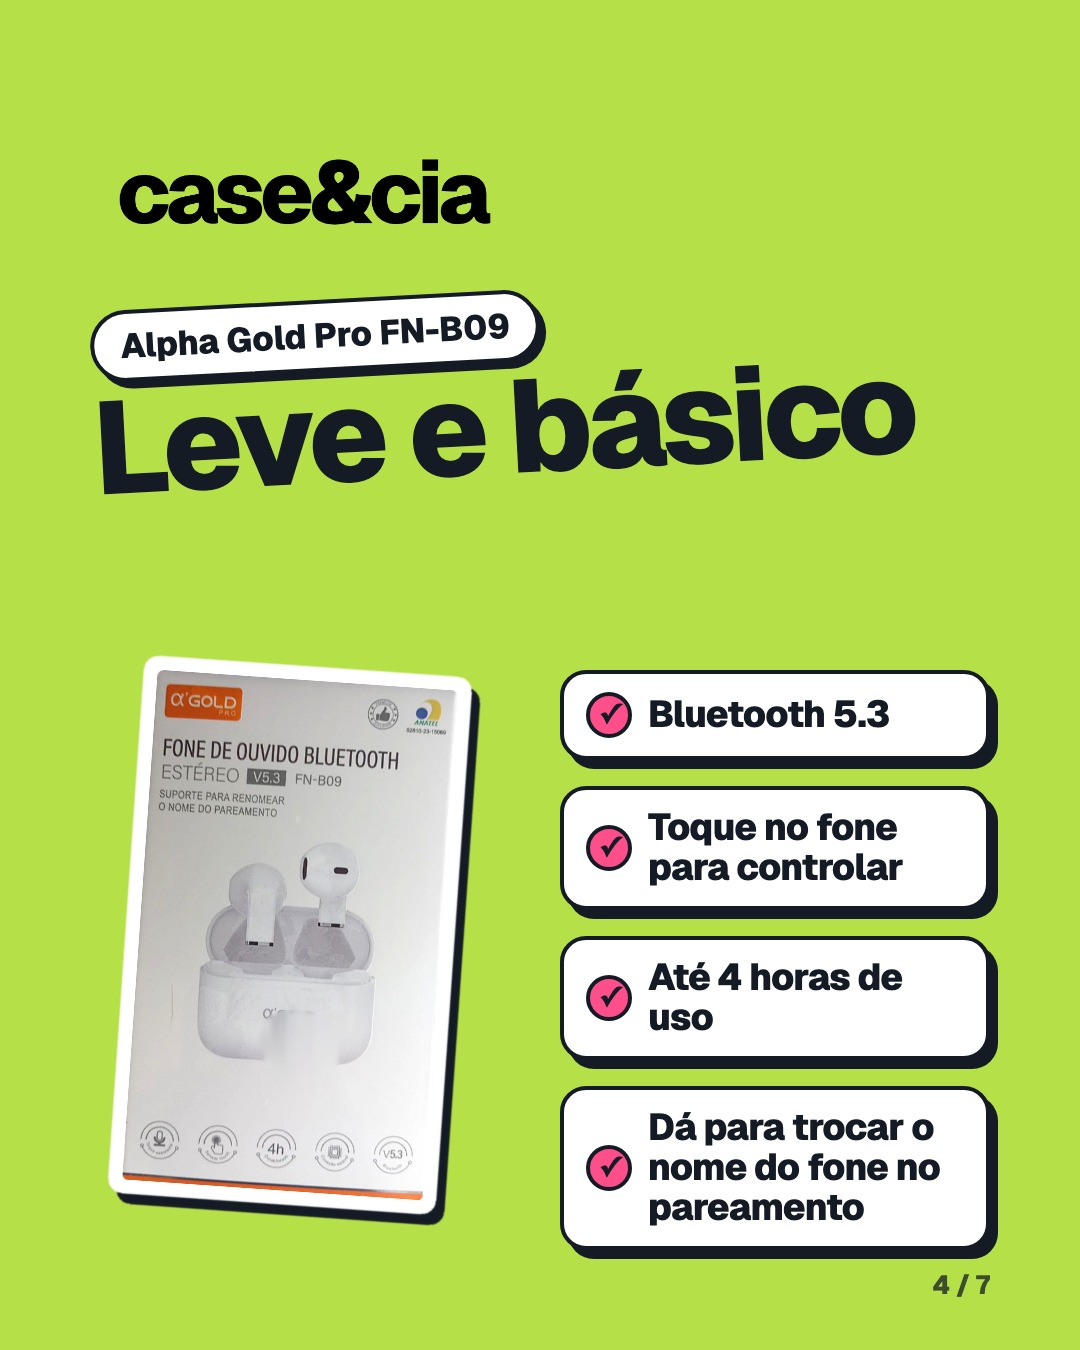 case&cia
Alpha Gold Pro FN-B09
Leve e básico
α'GOLD
PRO
ANATEL
FONE DE OUVIDO BLUETOOTH
ESTÉREO V5.3 FN-B09
SUPORTE PARA RENOMEAR
O NOME DO PAREAMENTO
4h
V5.3
Bluetooth 5.3
Toque no fone
para controlar
Até 4 horas de
uso
Dá para trocar o
nome do fone no
pareamento
4 / 7